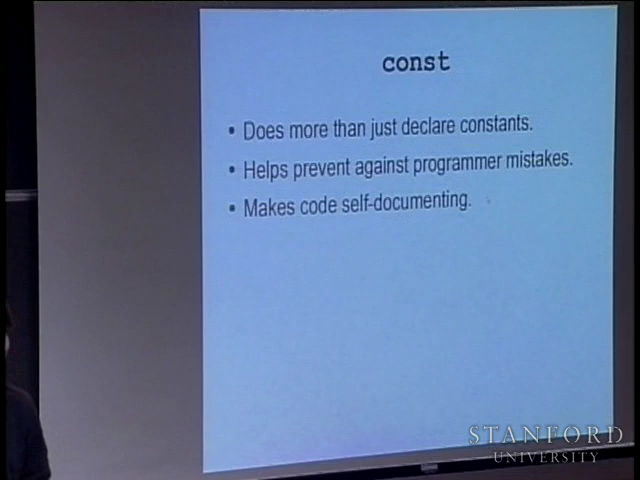 const
• Does more than just declare constants.
• Helps prevent against programmer mistakes.
• Makes code self-documenting.
STANFORD
UNIVERSITY